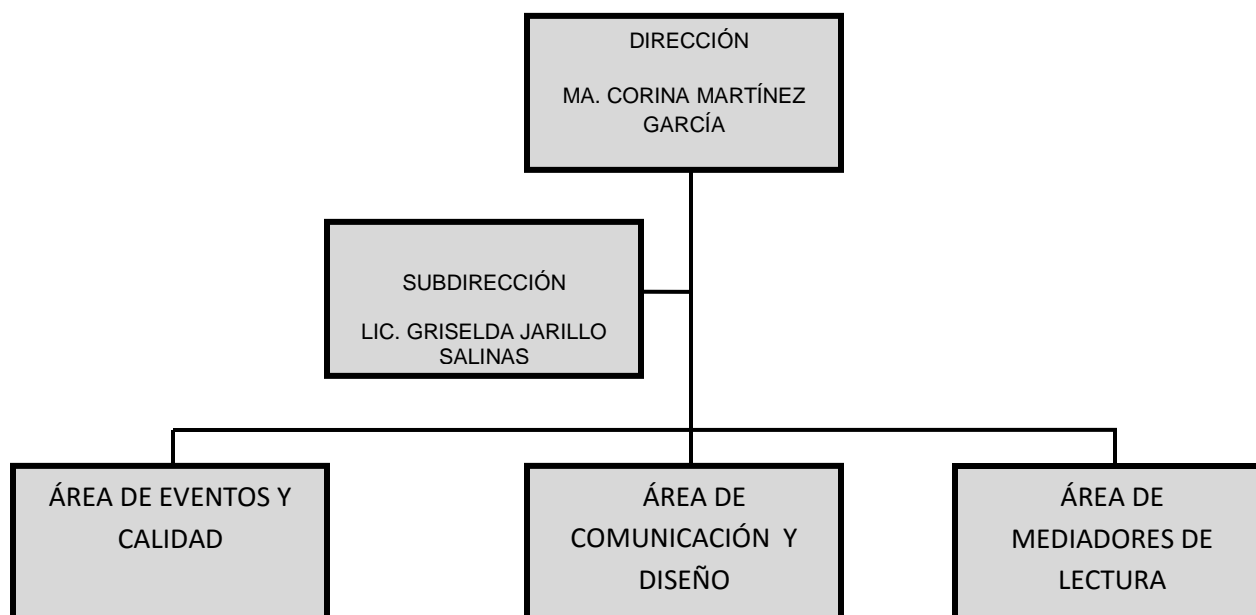 DIRECCIÓN
MA. CORINA MARTÍNEZ
GARCÍA
SUBDIRECCIÓN
LIC. GRISELDA JARILLO
SALINAS
ÁREA DE EVENTOS Y
CALIDAD
ÁREA DE
COMUNICACIÓN Y
DISEÑO
ÁREA DE
MEDIADORES DE
LECTURA